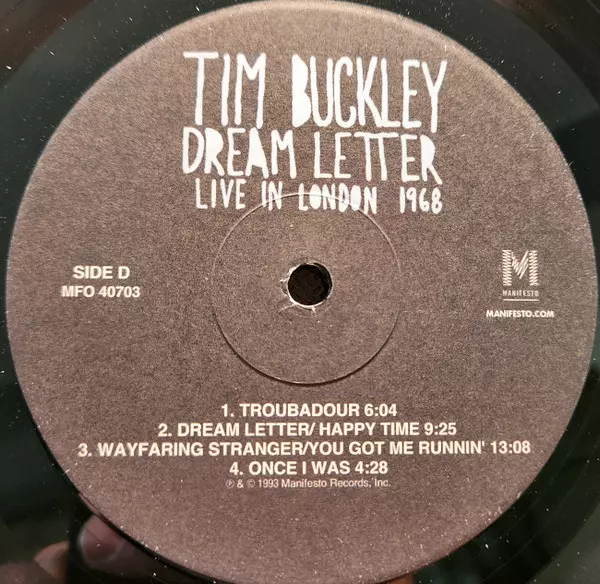 TIM BUCKLEY
DREAM LETTER
LIVE IN LONDON 1968
SIDE D
MFO 40703
M
MANIFESTO
MANIFESTO.COM
1. TROUBADOUR 6:04
2. DREAM LETTER/ HAPPY TIME 9:25
3. WAYFARING STRANGER/YOU GOT ME RUNNIN' 13:08
4. ONCE I WAS 4:28
℗ & © 1993 Manifesto Records, Inc.